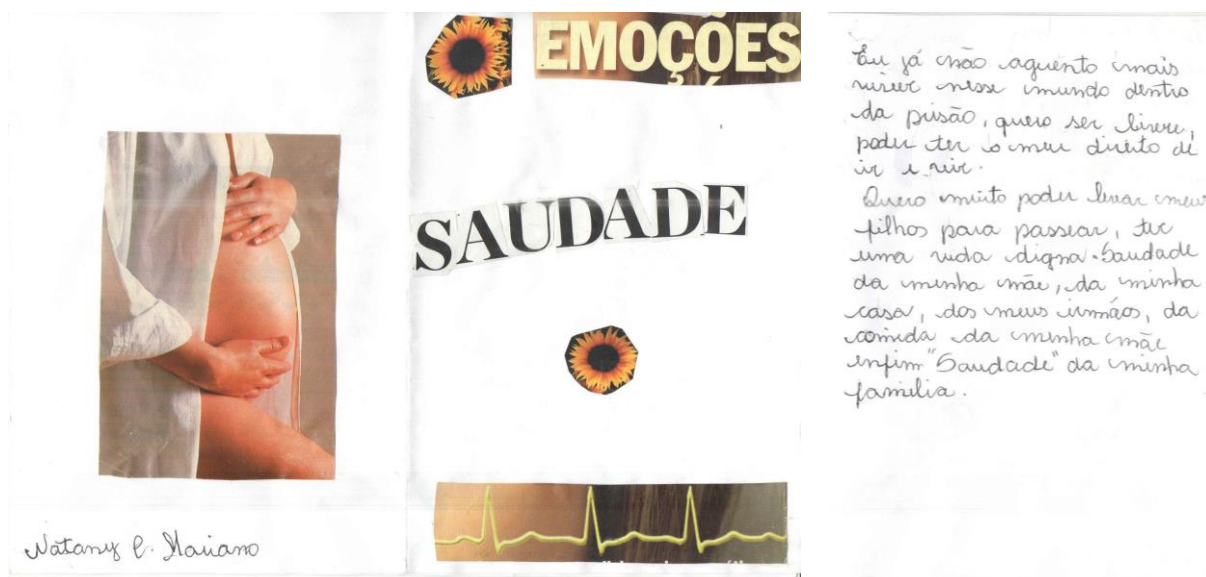 EMOÇÕES
SAUDADE
Natany C. Mariano
Eu já não aguento mais
viver nesse mundo dentro
da prisão, quero ser livre,
poder ter o meu direito de
ir e vir.
Quero muito poder levar meus
filhos para passear, ter
uma vida digna. Saudade
da minha mãe, da minha
casa, dos meus irmãos, da
comida da minha mãe
enfim "Saudade" da minha
família.